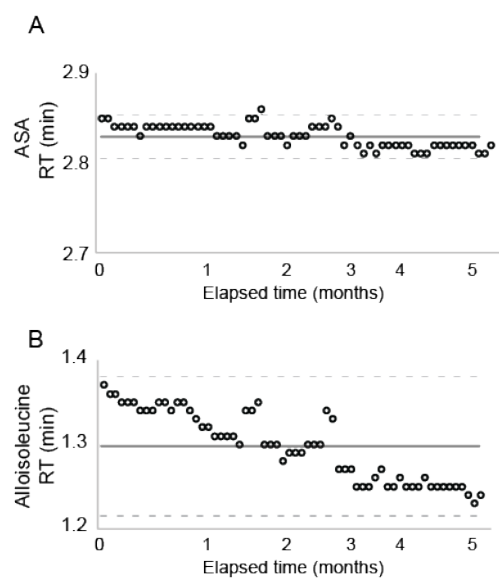 A
2.9
ASA
RT (min)
2.8
2.7
0 1 2 3 4 5
Elapsed time (months)
B
1.4
Alloisoleucine
RT (min)
1.3
1.2
0 1 2 3 4 5
Elapsed time (months)